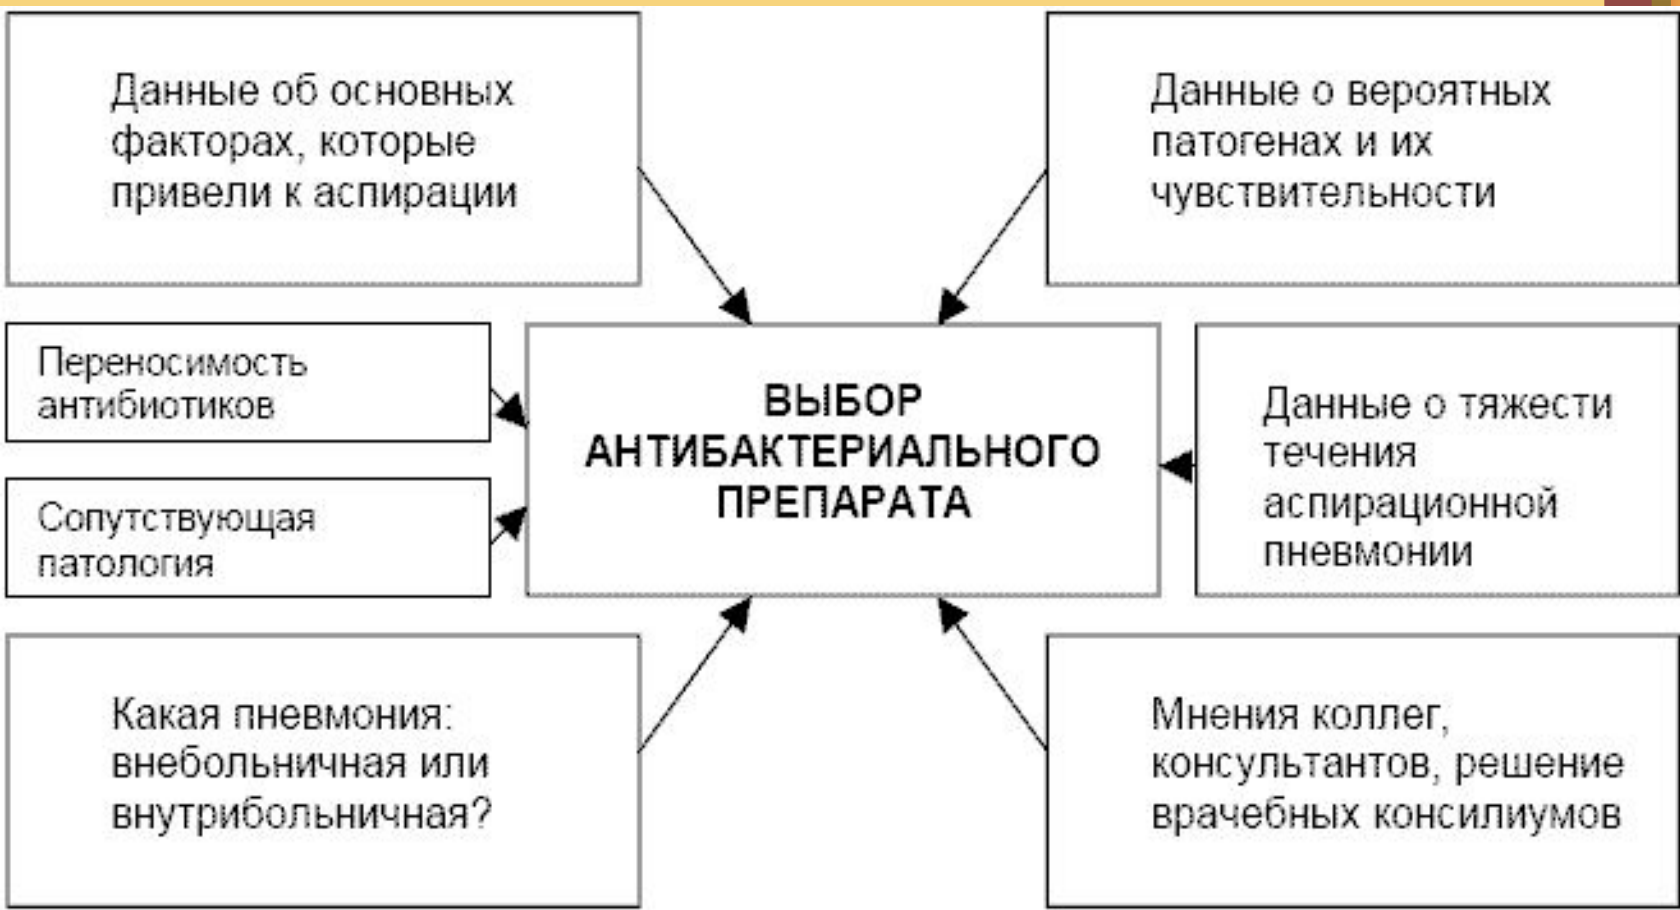 Данные об основных
факторах, которые
привели к аспирации
Данные о вероятных
патогенах и их
чувствительности
Переносимость
антибиотиков
ВЫБОР
АНТИБАКТЕРИАЛЬНОГО
ПРЕПАРАТА
Данные о тяжести
течения
аспирационной
пневмонии
Сопутствующая
патология
Какая пневмония:
внебольничная или
внутрибольничная?
Мнения коллег,
консультантов, решение
врачебных консилиумов